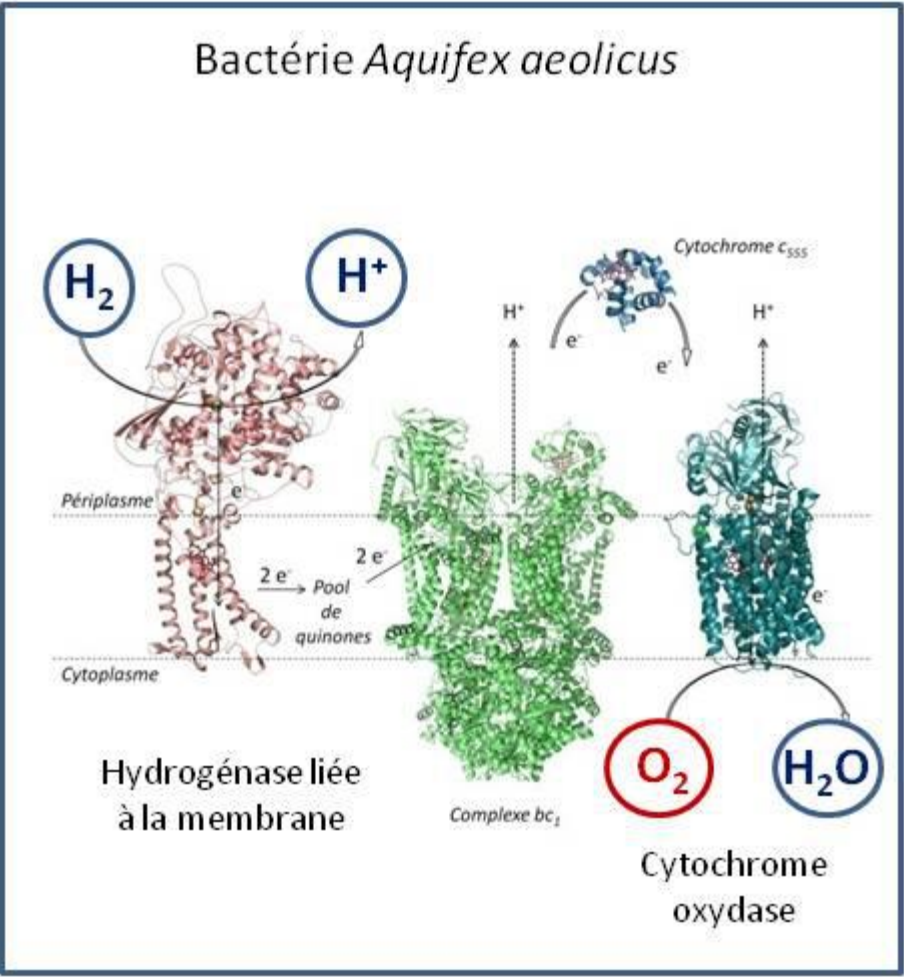 Bactérie Aquifex aeolicus
H₂
H⁺
Cytochrome c₅₅₅
H⁺
H⁺
e⁻
e⁻
Périplasme
e⁻
2 e⁻
2 e⁻
Pool
de
quinones
e⁻
Cytoplasme
O₂
H₂O
Hydrogénase liée
à la membrane
Complexe bc₁
Cytochrome
oxydase